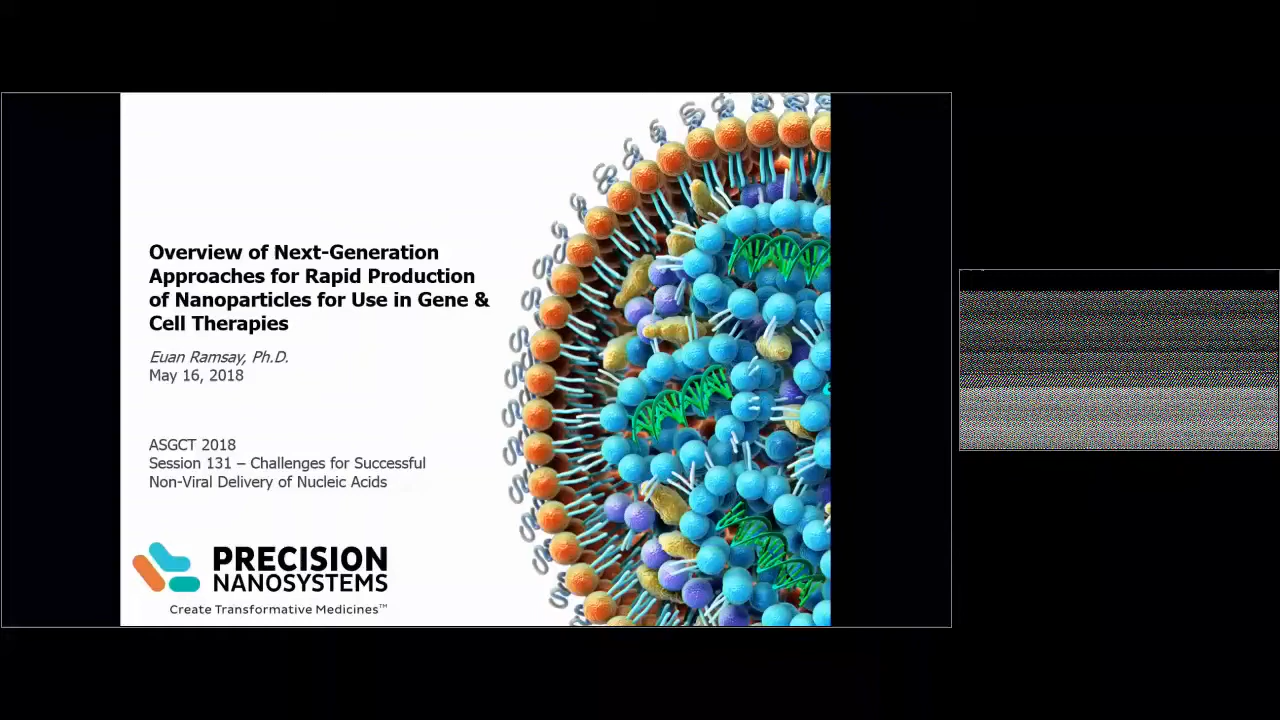 Overview of Next-Generation
Approaches for Rapid Production
of Nanoparticles for Use in Gene &
Cell Therapies
Euan Ramsay, Ph.D.
May 16, 2018
ASGCT 2018
Session 131 – Challenges for Successful
Non-Viral Delivery of Nucleic Acids
PRECISION
NANOSYSTEMS
Create Transformative Medicines™